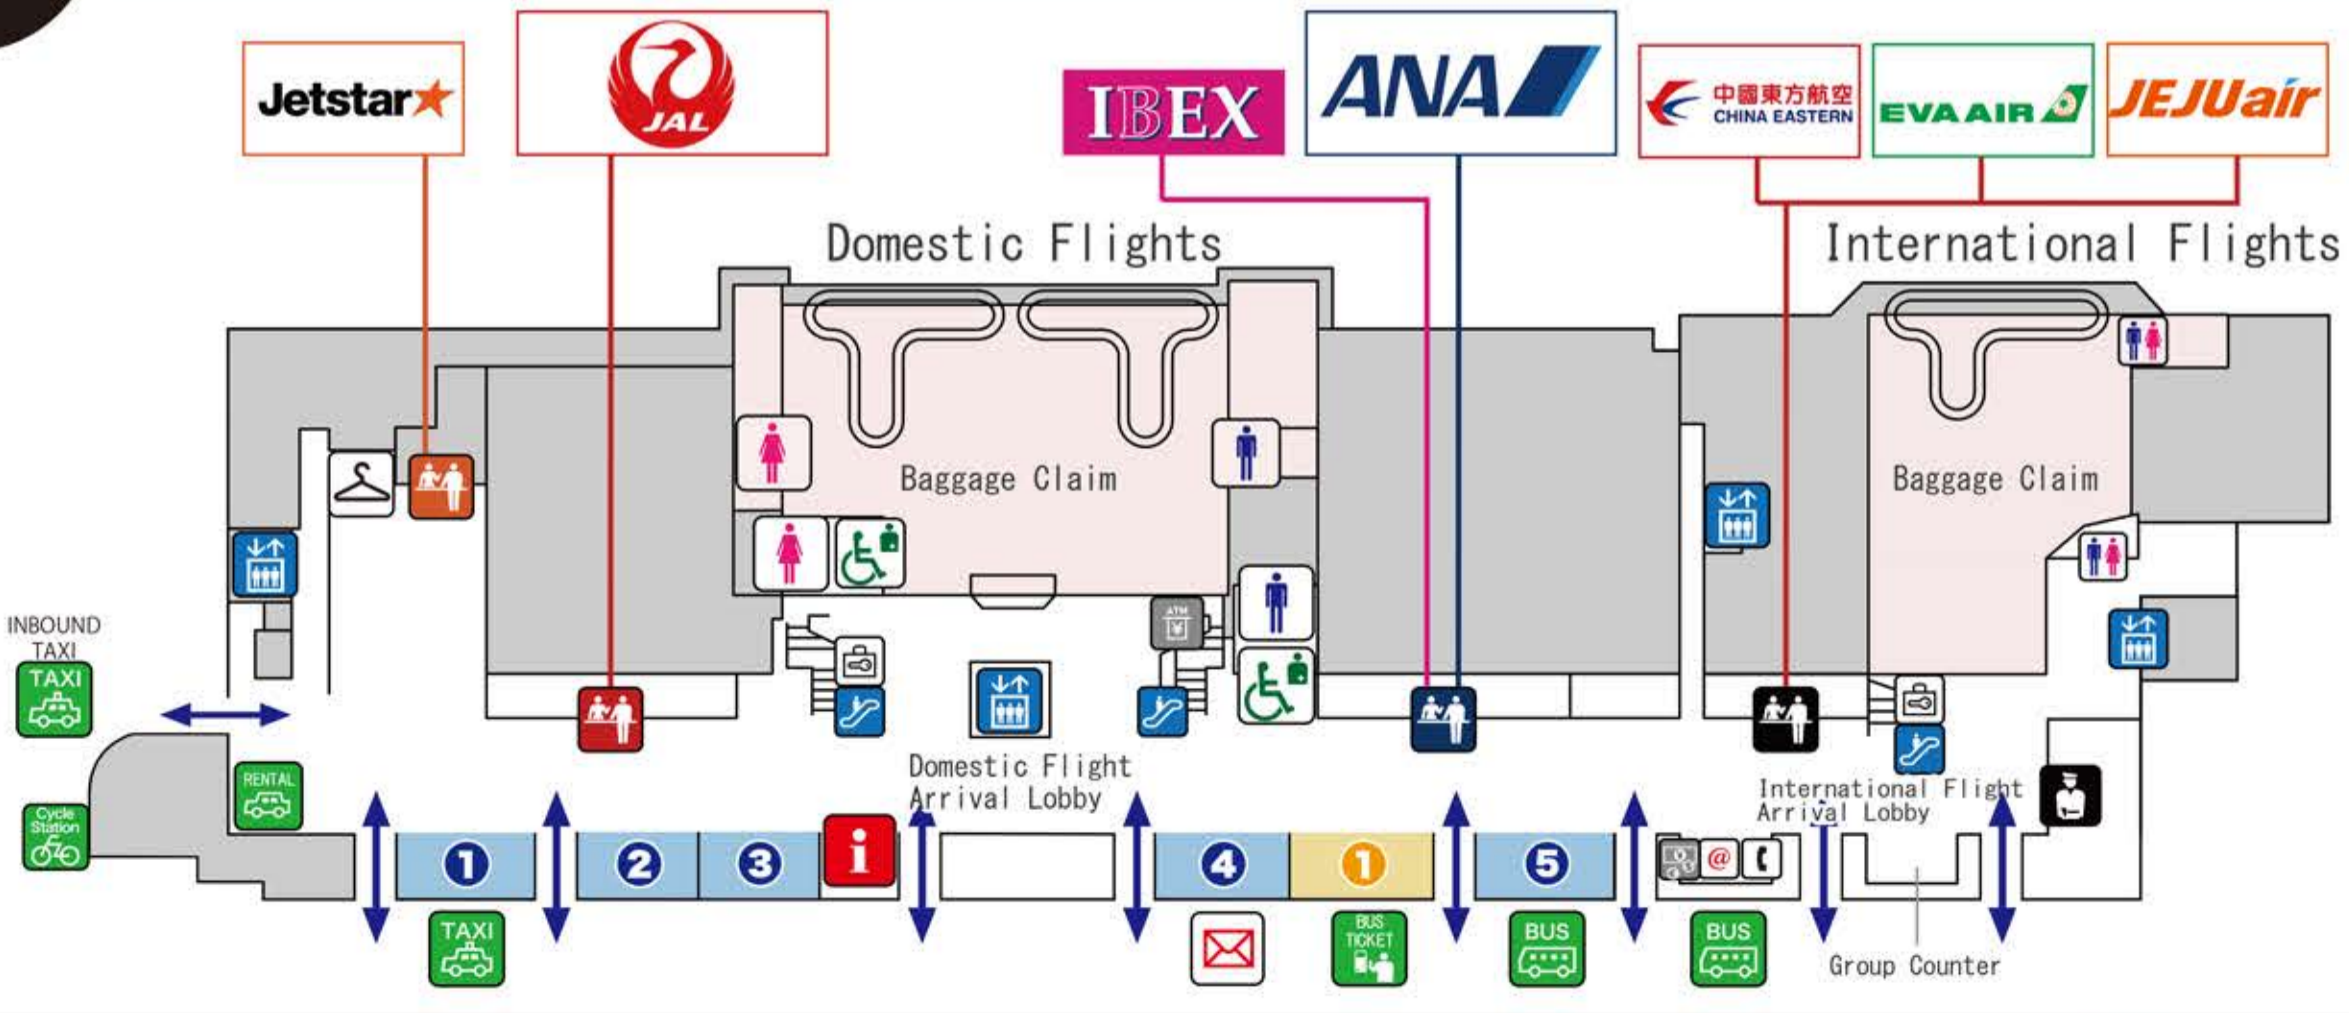 Jetstar
JAL
IBEX
ANA
中國東方航空
CHINA EASTERN
EVA AIR
JEJUair
Domestic Flights
International Flights
Baggage Claim
Baggage Claim
ATM
¥
INBOUND
TAXI
TAXI
RENTAL
Cycle
Station
Domestic Flight
Arrival Lobby
International Flight
Arrival Lobby
1
2
3
i
4
1
5
@
TAXI
BUS
TICKET
BUS
BUS
Group Counter